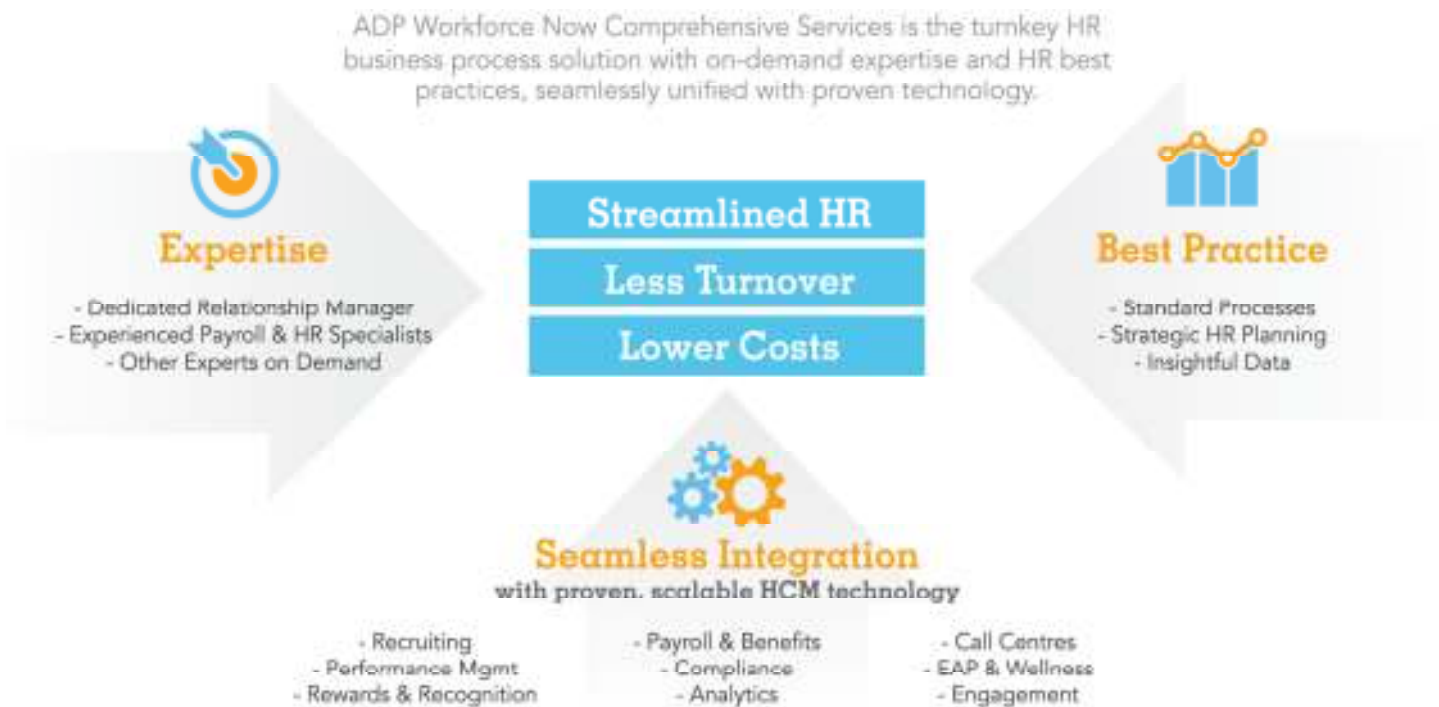 ADP Workforce Now Comprehensive Services is the turnkey HR
business process solution with on-demand expertise and HR best
practices, seamlessly unified with proven technology.
Expertise
- Dedicated Relationship Manager
- Experienced Payroll & HR Specialists
- Other Experts on Demand
Streamlined HR
Less Turnover
Lower Costs
Best Practice
- Standard Processes
- Strategic HR Planning
- Insightful Data
Seamless Integration
with proven, scalable HCM technology
- Recruiting
- Performance Mgmt
- Rewards & Recognition
- Payroll & Benefits
- Compliance
- Analytics
- Call Centres
- EAP & Wellness
- Engagement